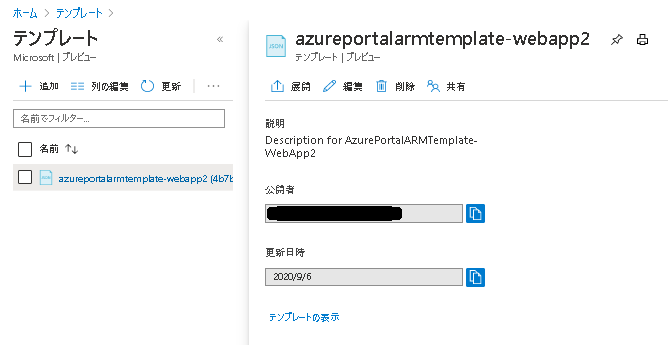 ホーム > テンプレート >
テンプレート
Microsoft | プレビュー
«
追加 列の編集 更新 ...
名前でフィルター...
名前 ↑↓
JSON azureportalarmtemplate-webapp2 (4b7b
JSON
azureportalarmtemplate-webapp2
テンプレート | プレビュー
展開 編集 削除 共有
説明
Description for AzurePortalARMTemplate-
WebApp2
公開者
更新日時
2020/9/6
テンプレートの表示